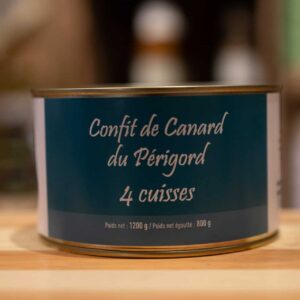 Confit de Canard
du Périgord
4 cuisses
Poids net : 1200 g / Poids net égoutté : 800 g